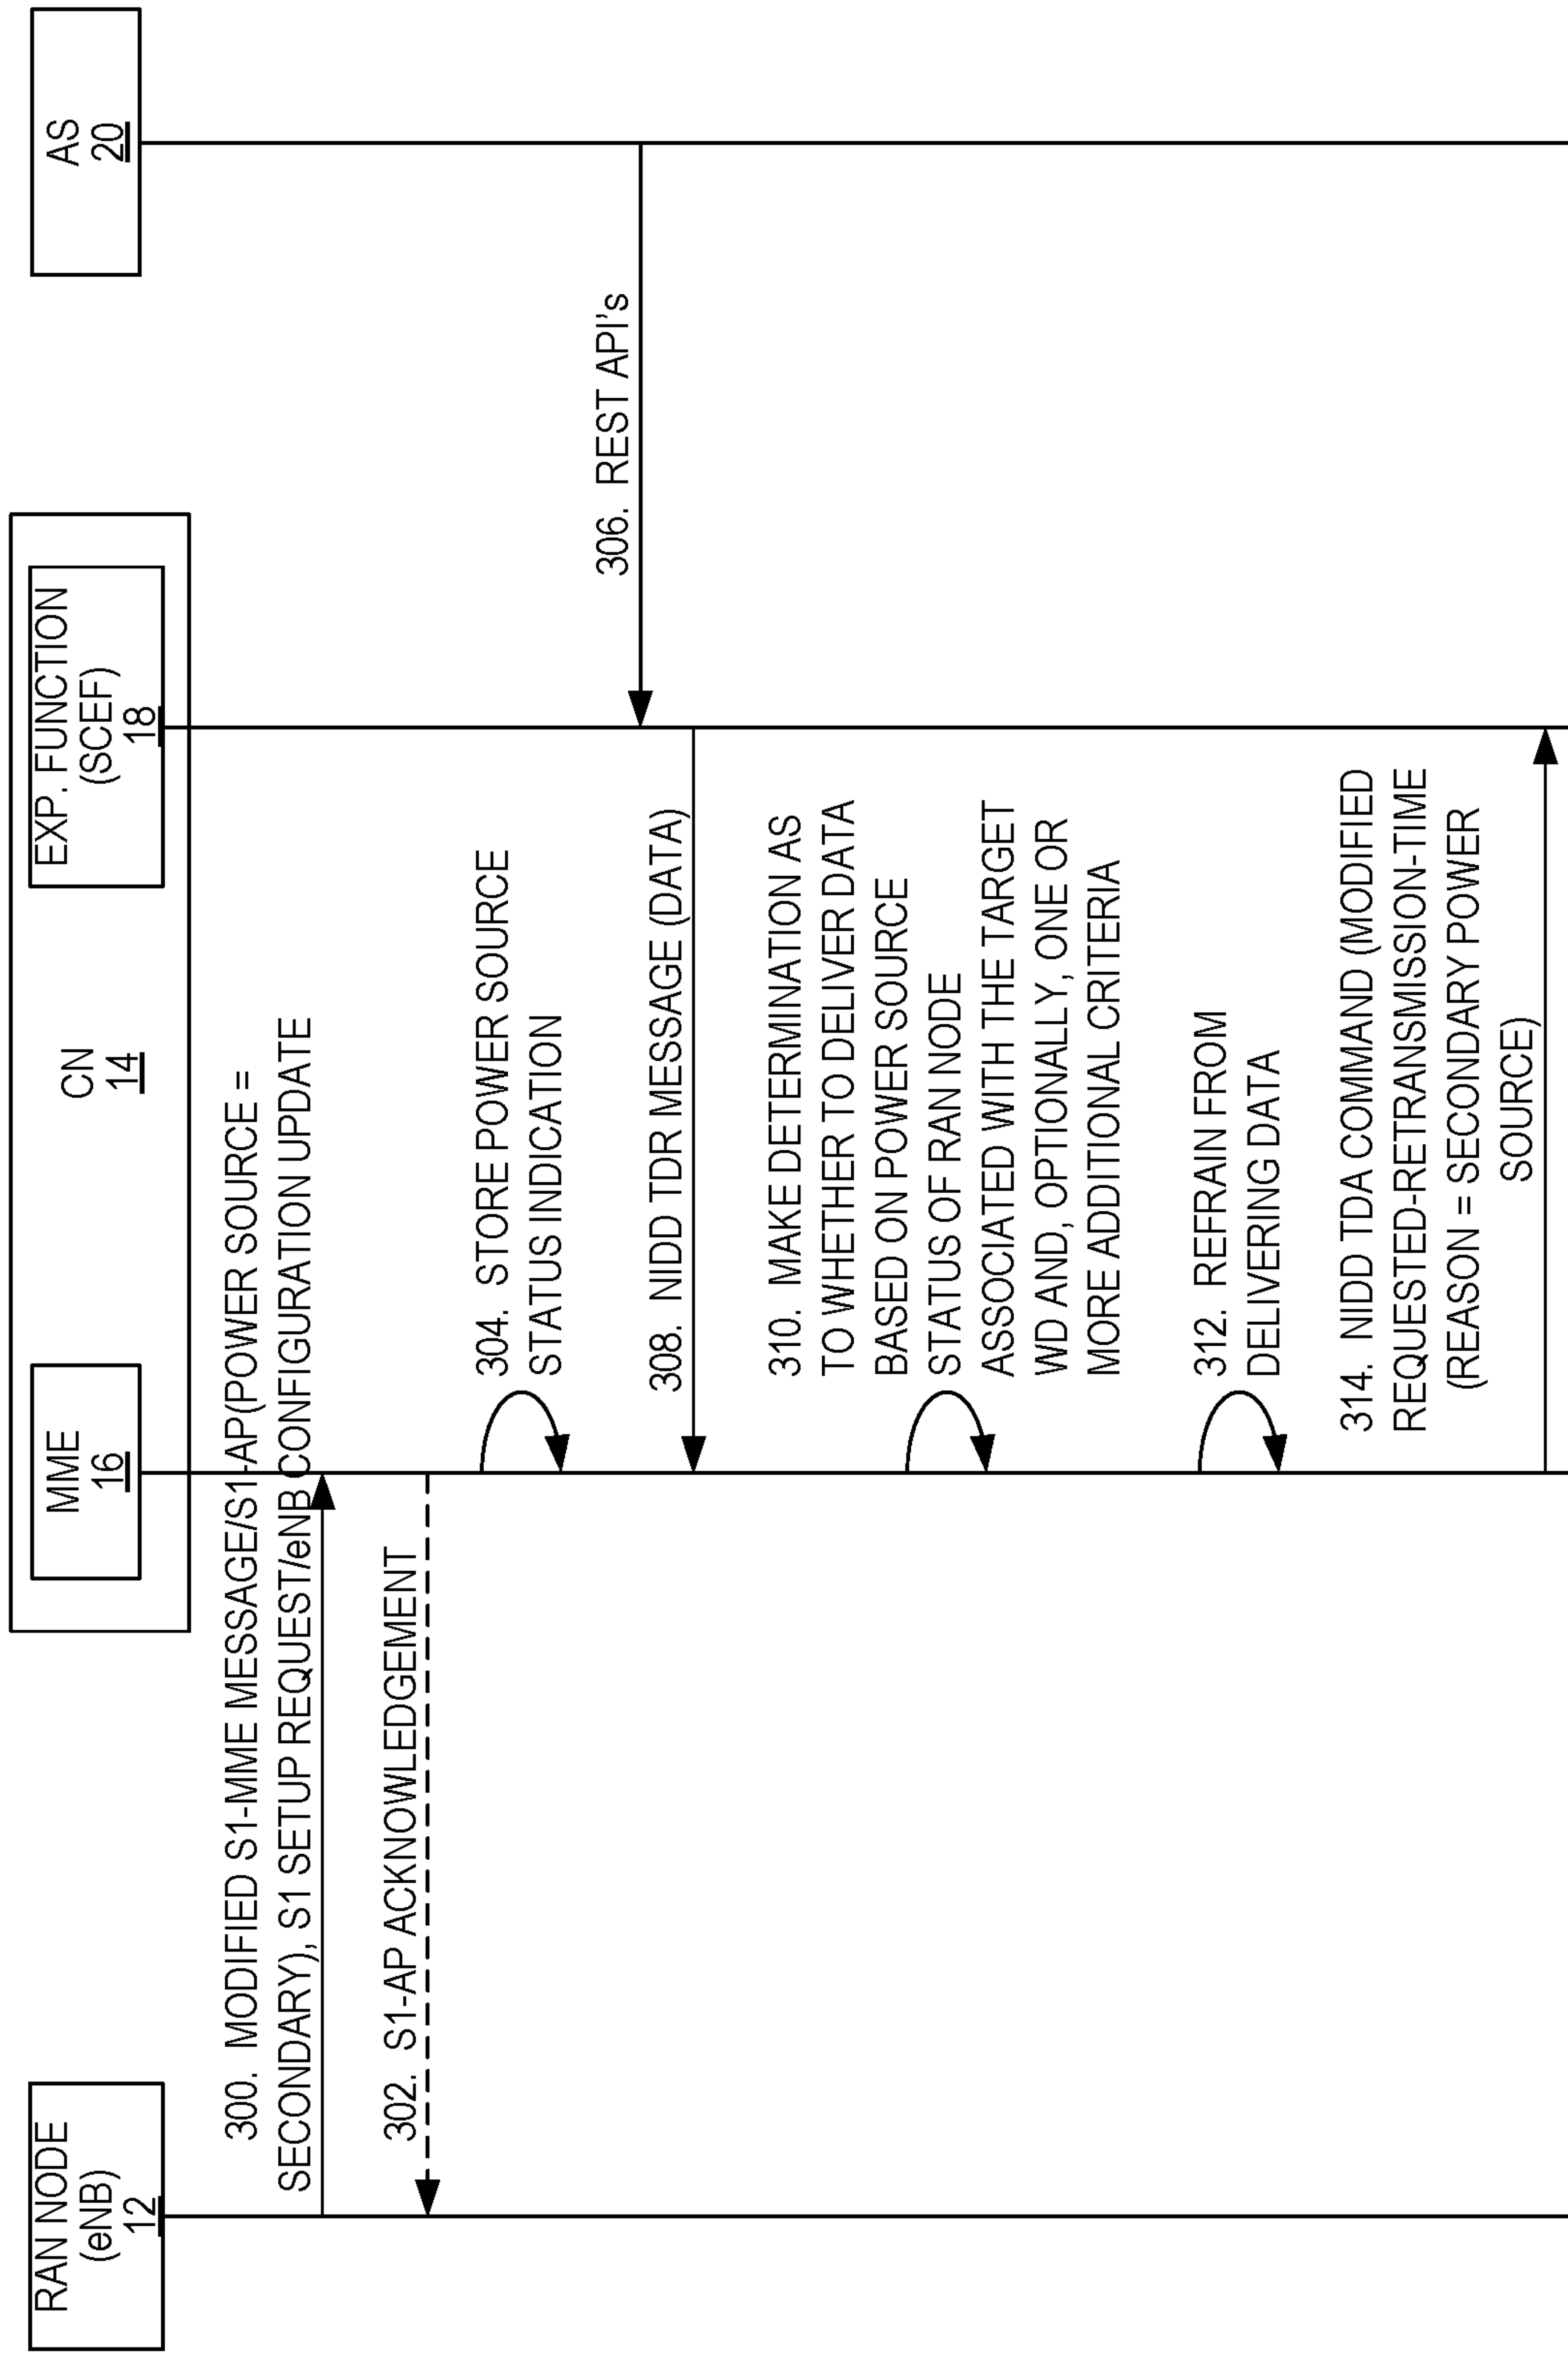 RAN NODE
(eNB)
12
MME
16
CN
14
EXP. FUNCTION
(SCEF)
18
AS
20
300. MODIFIED S1-MME MESSAGE/S1-AP(POWER SOURCE =
SECONDARY), S1 SETUP REQUEST/eNB CONFIGURATION UPDATE
302. S1-AP ACKNOWLEDGEMENT
304. STORE POWER SOURCE
STATUS INDICATION
306. REST API's
308. NIDD TDR MESSAGE (DATA)
310. MAKE DETERMINATION AS
TO WHETHER TO DELIVER DATA
BASED ON POWER SOURCE
STATUS OF RAN NODE
ASSOCIATED WITH THE TARGET
WD AND, OPTIONALLY, ONE OR
MORE ADDITIONAL CRITERIA
312. REFRAIN FROM
DELIVERING DATA
314. NIDD TDA COMMAND (MODIFIED
REQUESTED-RETRANSMISSION-TIME
(REASON = SECONDARY POWER
SOURCE)